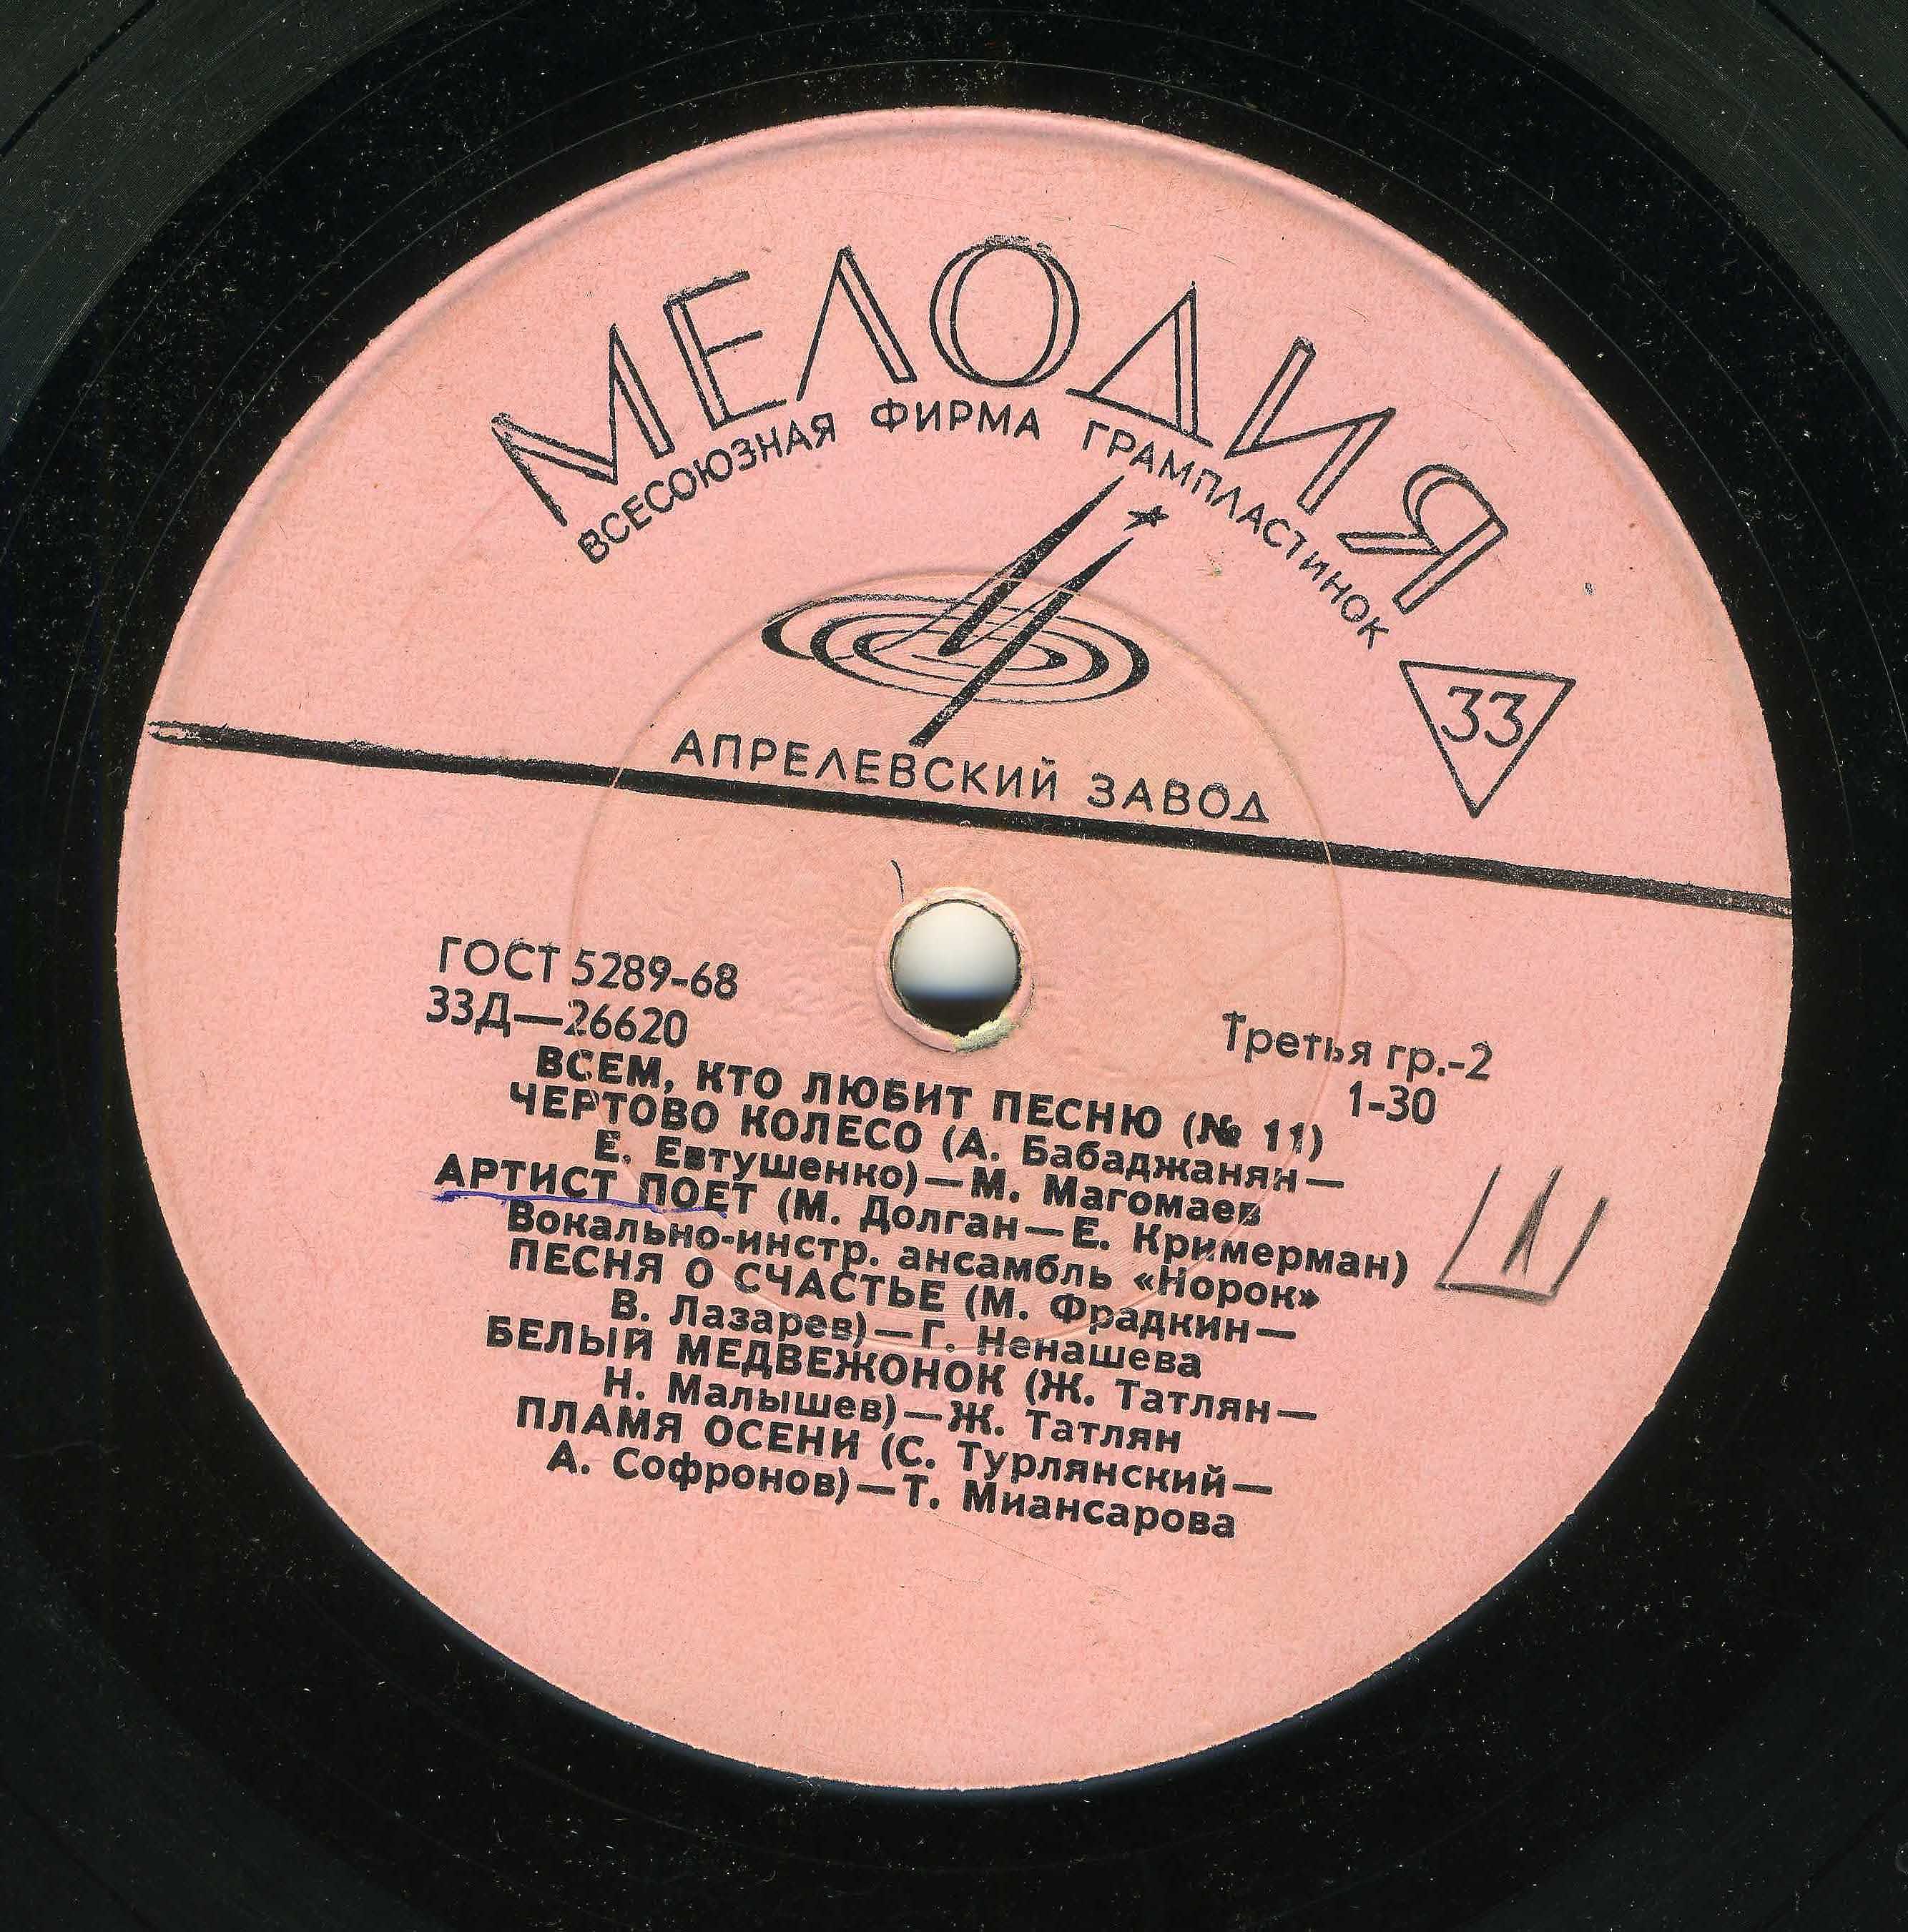 МЕЛОДИЯ
ВСЕСОЮЗНАЯ ФИРМА ГРАМПЛАСТИНОК
33
АПРЕЛЕВСКИЙ ЗАВОД
ГОСТ 5289-68
33Д—26620
Третья гр.-2
1-30
ВСЕМ, КТО ЛЮБИТ ПЕСНЮ (№ 11)
ЧЕРТОВО КОЛЕСО (А. Бабаджанян—
Е. Евтушенко)—М. Магомаев
АРТИСТ ПОЕТ (М. Долган—Е. Кримерман)
Вокально-инстр. ансамбль «Норок»
ПЕСНЯ О СЧАСТЬЕ (М. Фрадкин—
В. Лазарев)—Г. Ненашева
БЕЛЫЙ МЕДВЕЖОНОК (Ж. Татлян—
Н. Малышев)—Ж. Татлян
ПЛАМЯ ОСЕНИ (С. Турлянский—
А. Софронов)—Т. Миансарова